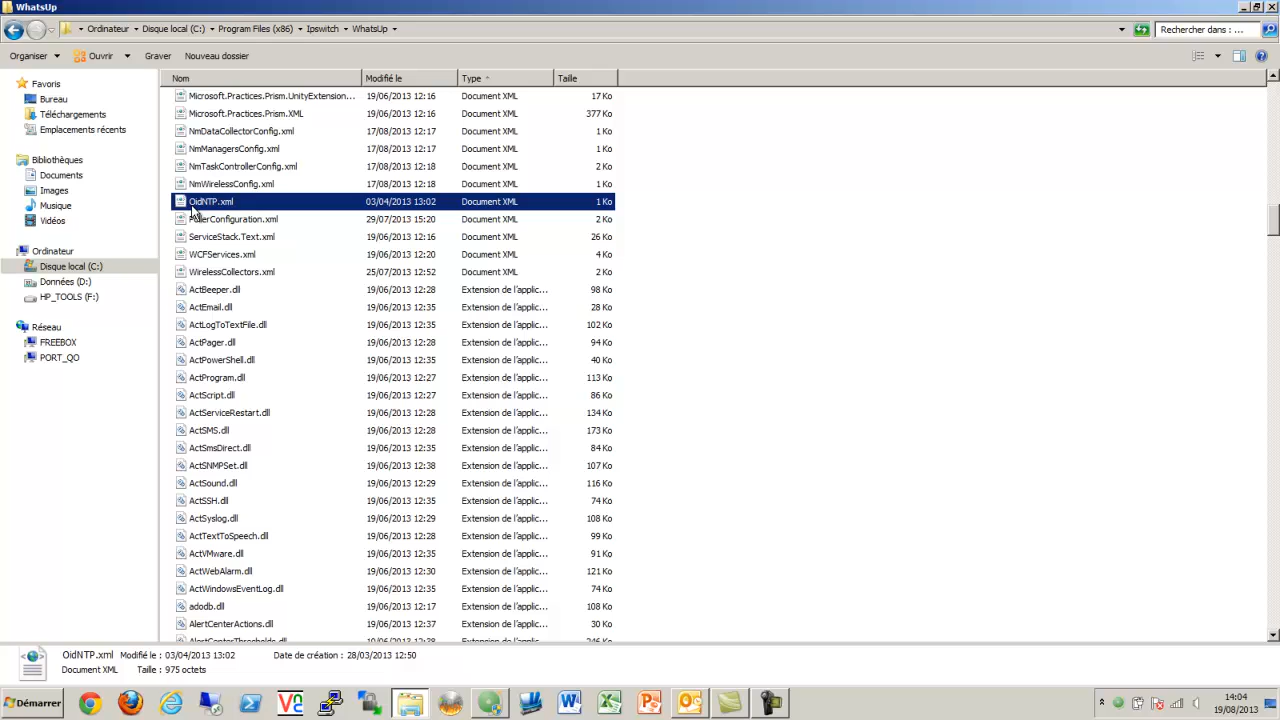 WhatsUp
Ordinateur ▸ Disque local (C:) ▸ Program Files (x86) ▸ Ipswitch ▸ WhatsUp
Rechercher dans : ...
Organiser Ouvrir Graver Nouveau dossier
Nom Modifié le Type Taille
Favoris
Bureau
Téléchargements
Emplacements récents
Bibliothèques
Documents
Images
Musique
Vidéos
Ordinateur
Disque local (C:)
Données (D:)
HP_TOOLS (F:)
Réseau
FREEBOX
PORT_QO
Microsoft.Practices.Prism.UnityExtension... 19/06/2013 12:16 Document XML 17 Ko
Microsoft.Practices.Prism.XML 19/06/2013 12:16 Document XML 377 Ko
NmDataCollectorConfig.xml 17/08/2013 12:17 Document XML 1 Ko
NmManagersConfig.xml 17/08/2013 12:17 Document XML 1 Ko
NmTaskControllerConfig.xml 17/08/2013 12:18 Document XML 2 Ko
NmWirelessConfig.xml 17/08/2013 12:18 Document XML 1 Ko
OidNTP.xml 03/04/2013 13:02 Document XML 1 Ko
29/07/2013 15:20 Document XML 2 Ko
ServiceStack.Text.xml 19/06/2013 12:16 Document XML 26 Ko
WCFServices.xml 19/06/2013 12:20 Document XML 4 Ko
WirelessCollectors.xml 25/07/2013 12:52 Document XML 2 Ko
ActBeeper.dll 19/06/2013 12:28 Extension de l'applic... 98 Ko
ActEmail.dll 19/06/2013 12:35 Extension de l'applic... 28 Ko
ActLogToTextFile.dll 19/06/2013 12:35 Extension de l'applic... 102 Ko
ActPager.dll 19/06/2013 12:28 Extension de l'applic... 94 Ko
ActPowerShell.dll 19/06/2013 12:35 Extension de l'applic... 40 Ko
ActProgram.dll 19/06/2013 12:27 Extension de l'applic... 113 Ko
ActScript.dll 19/06/2013 12:27 Extension de l'applic... 86 Ko
ActServiceRestart.dll 19/06/2013 12:28 Extension de l'applic... 134 Ko
ActSMS.dll 19/06/2013 12:28 Extension de l'applic... 173 Ko
ActSmsDirect.dll 19/06/2013 12:35 Extension de l'applic... 84 Ko
ActSNMPSet.dll 19/06/2013 12:38 Extension de l'applic... 107 Ko
ActSound.dll 19/06/2013 12:29 Extension de l'applic... 116 Ko
ActSSH.dll 19/06/2013 12:35 Extension de l'applic... 74 Ko
ActSyslog.dll 19/06/2013 12:29 Extension de l'applic... 108 Ko
ActTextToSpeech.dll 19/06/2013 12:28 Extension de l'applic... 99 Ko
ActVMware.dll 19/06/2013 12:35 Extension de l'applic... 91 Ko
ActWebAlarm.dll 19/06/2013 12:30 Extension de l'applic... 121 Ko
ActWindowsEventLog.dll 19/06/2013 12:35 Extension de l'applic... 74 Ko
adodb.dll 19/06/2013 12:17 Extension de l'applic... 108 Ko
AlertCenterActions.dll 19/06/2013 12:37 Extension de l'applic... 30 Ko
AlertCenterThresholds.dll 19/06/2013 12:38 Extension de l'applic... 246 Ko
OidNTP.xml Modifié le : 03/04/2013 13:02 Date de création : 28/03/2013 12:50
Document XML Taille : 975 octets
Démarrer
14:04
19/08/2013